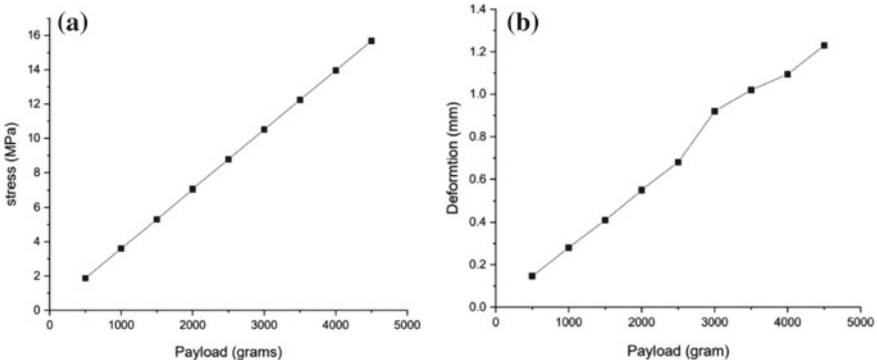 (a)
16
14
12
10
8
6
4
2
0
stress (MPa)
0 1000 2000 3000 4000 5000
Payload (grams)
(b)
1.4
1.2
1.0
0.8
0.6
0.4
0.2
0.0
Deformtion (mm)
0 1000 2000 3000 4000 5000
Payload (gram)